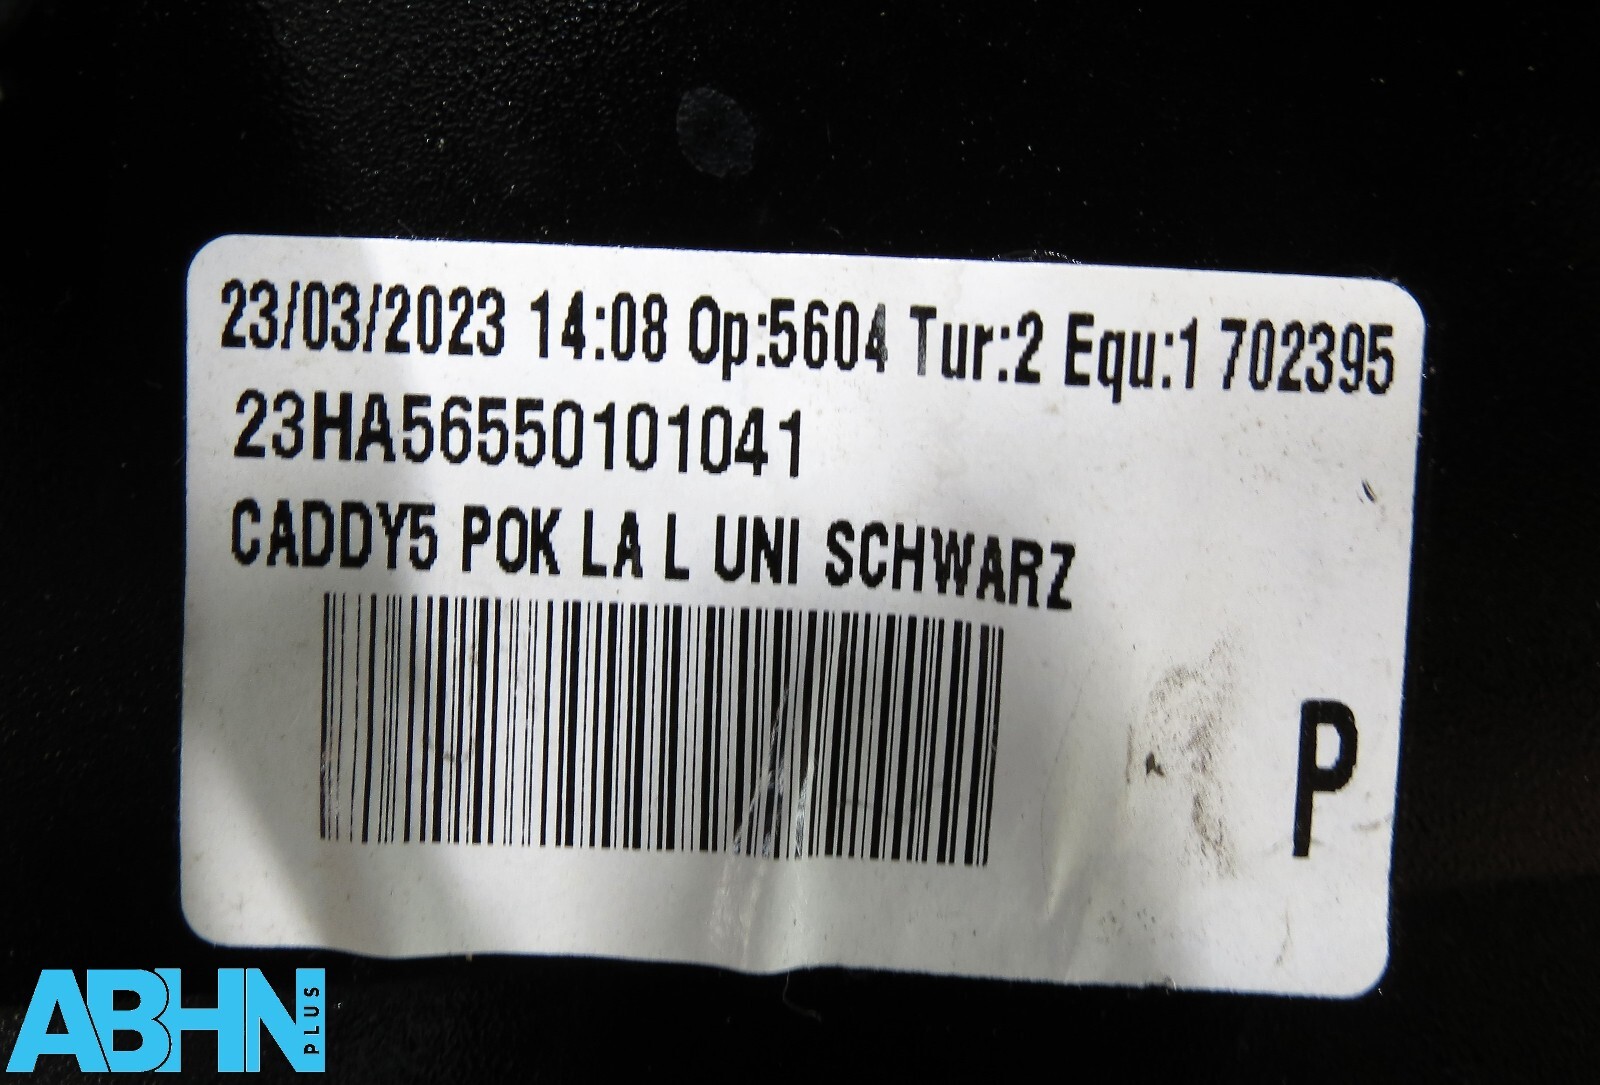 23/03/2023 14:08 Op:5604 Tur:2 Equ:1 702395
23HA56550101041
CADDY5 POK LA L UNI SCHWARZ
P
ABHN PLUS